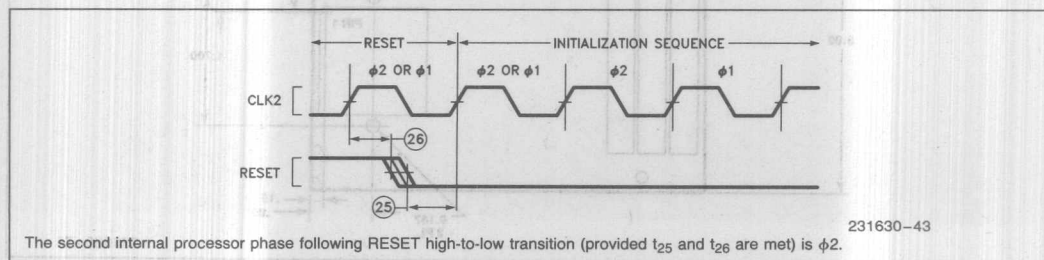 RESET INITIALIZATION SEQUENCE
φ2 OR φ1 φ2 OR φ1 φ2 φ1
CLK2
26
RESET
25
231630–43
The second internal processor phase following RESET high-to-low transition (provided t25 and t26 are met) is φ2.